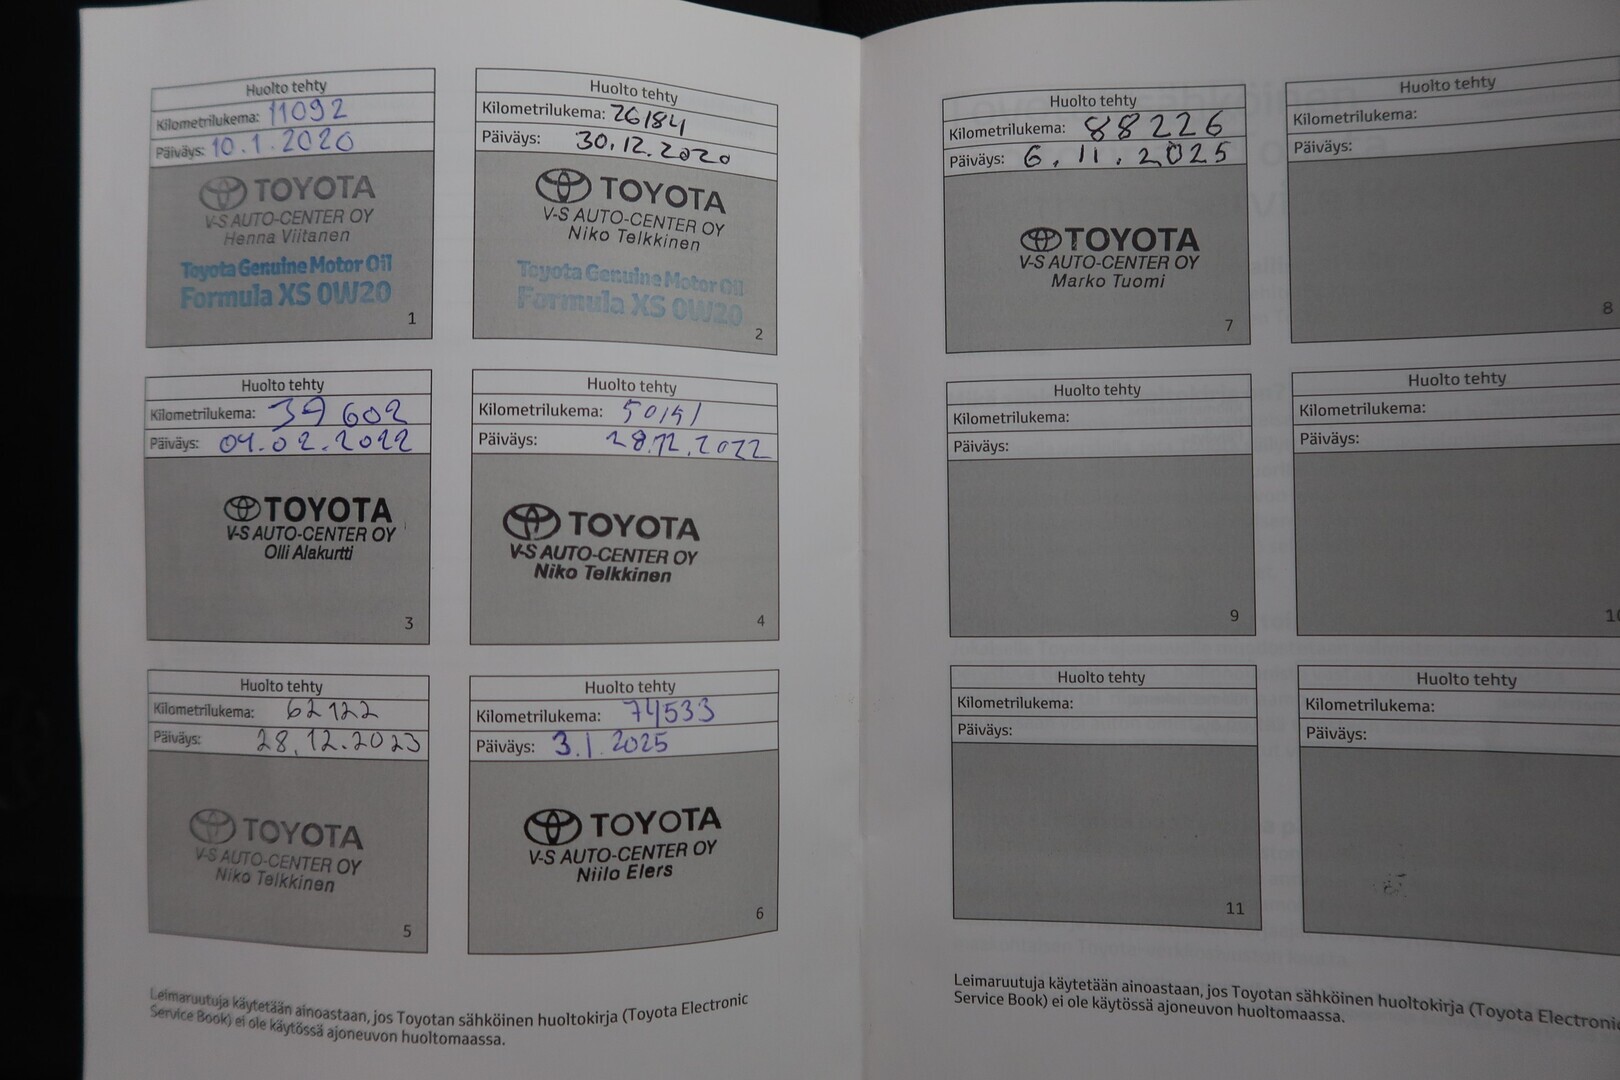 Huolto tehty
Kilometrilukema: 11092
Päiväys: 10.1.2020
TOYOTA
V-S AUTO-CENTER OY
Henna Viitanen
Toyota Genuine Motor Oil
Formula XS 0W20
1
Huolto tehty
Kilometrilukema: 26184
Päiväys: 30.12.2020
TOYOTA
V-S AUTO-CENTER OY
Niko Telkkinen
Toyota Genuine Motor Oil
Formula XS 0W20
2
Huolto tehty
Kilometrilukema: 39602
Päiväys: 04.02.2022
TOYOTA
V-S AUTO-CENTER OY
Olli Alakurtti
3
Huolto tehty
Kilometrilukema: 50141
Päiväys: 28.12.2022
TOYOTA
V-S AUTO-CENTER OY
Niko Telkkinen
4
Huolto tehty
Kilometrilukema: 62122
Päiväys: 28.12.2023
TOYOTA
V-S AUTO-CENTER OY
Niko Telkkinen
5
Huolto tehty
Kilometrilukema: 74533
Päiväys: 3.1.2025
TOYOTA
V-S AUTO-CENTER OY
Niilo Elers
6
Leimaruutuja käytetään ainoastaan, jos Toyotan sähköinen huoltokirja (Toyota Electronic
Service Book) ei ole käytössä ajoneuvon huoltomaassa.
Huolto tehty
Kilometrilukema: 88226
Päiväys: 6.11.2025
TOYOTA
V-S AUTO-CENTER OY
Marko Tuomi
7
Huolto tehty
Kilometrilukema:
Päiväys:
8
Huolto tehty
Kilometrilukema:
Päiväys:
9
Huolto tehty
Kilometrilukema:
Päiväys:
10
Huolto tehty
Kilometrilukema:
Päiväys:
11
Huolto tehty
Kilometrilukema:
Päiväys:
Leimaruutuja käytetään ainoastaan, jos Toyotan sähköinen huoltokirja (Toyota Electronic
Service Book) ei ole käytössä ajoneuvon huoltomaassa.